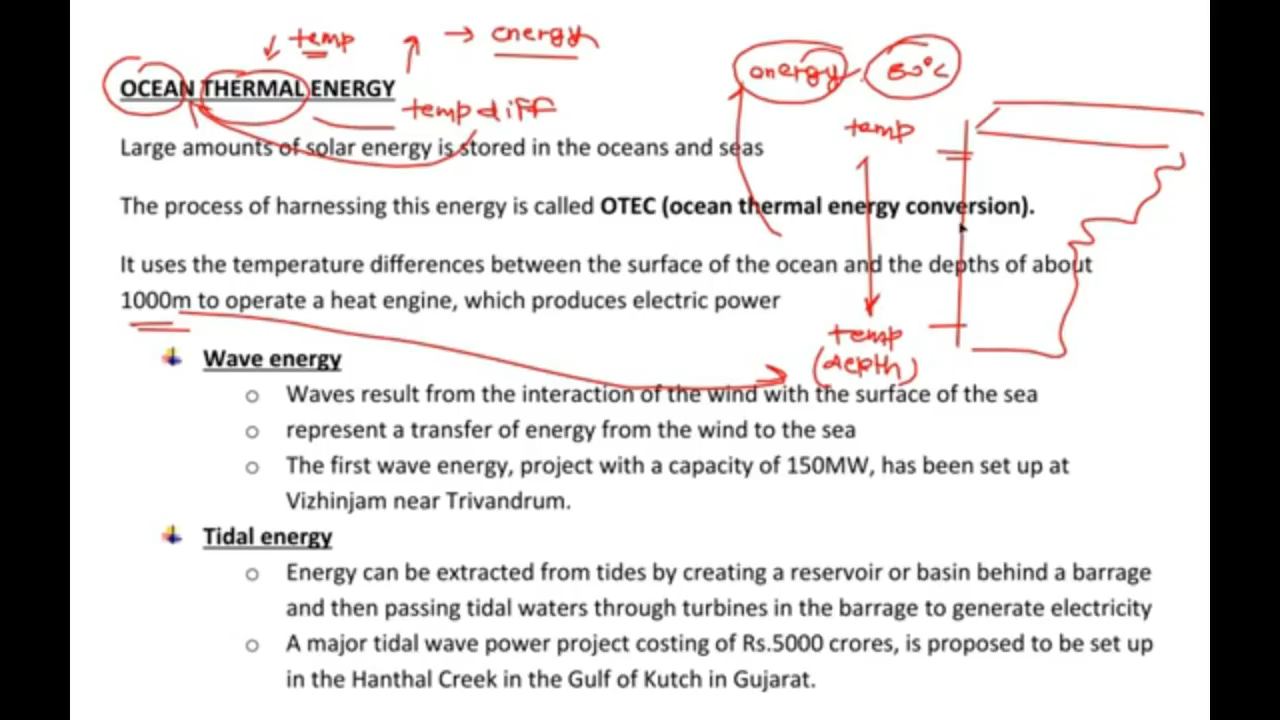 temp → energy
energy 80°C
OCEAN THERMAL ENERGY
temp diff
temp
Large amounts of solar energy is stored in the oceans and seas
The process of harnessing this energy is called OTEC (ocean thermal energy conversion).
It uses the temperature differences between the surface of the ocean and the depths of about
1000m to operate a heat engine, which produces electric power
temp
(depth)
Wave energy
o Waves result from the interaction of the wind with the surface of the sea
o represent a transfer of energy from the wind to the sea
o The first wave energy, project with a capacity of 150MW, has been set up at
Vizhinjam near Trivandrum.
Tidal energy
o Energy can be extracted from tides by creating a reservoir or basin behind a barrage
and then passing tidal waters through turbines in the barrage to generate electricity
o A major tidal wave power project costing of Rs.5000 crores, is proposed to be set up
in the Hanthal Creek in the Gulf of Kutch in Gujarat.